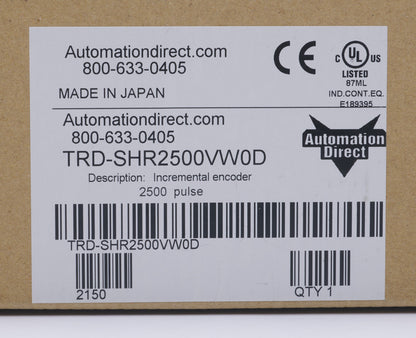 Automationdirect.com
800-633-0405
MADE IN JAPAN
CE
C UL US
LISTED
87ML
IND.CONT.EQ.
E189395
Automationdirect.com
800-633-0405
TRD-SHR2500VW0D
Description: Incremental encoder
2500 pulse
Automation
Direct
TRD-SHR2500VW0D
2150
QTY 1